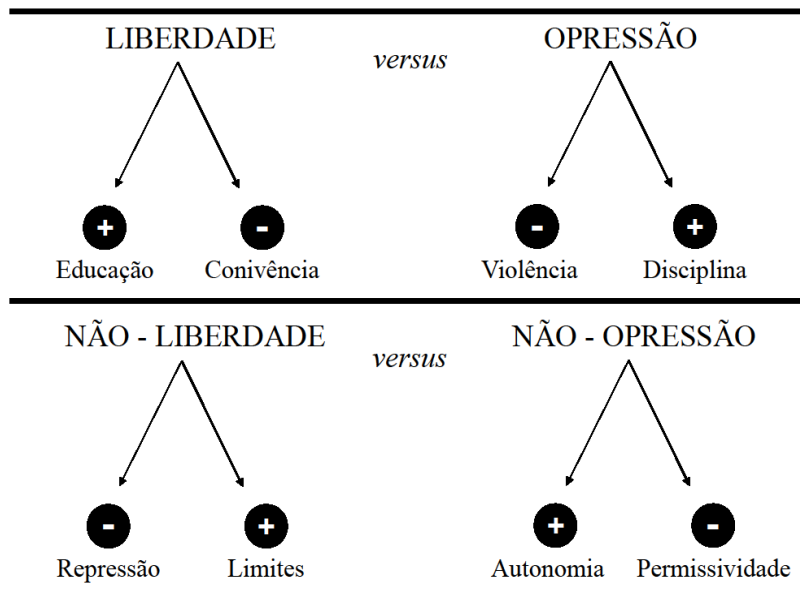 LIBERDADE versus OPRESSÃO
+ - - +
Educação Conivência Violência Disciplina
NÃO - LIBERDADE versus NÃO - OPRESSÃO
- + + -
Repressão Limites Autonomia Permissividade